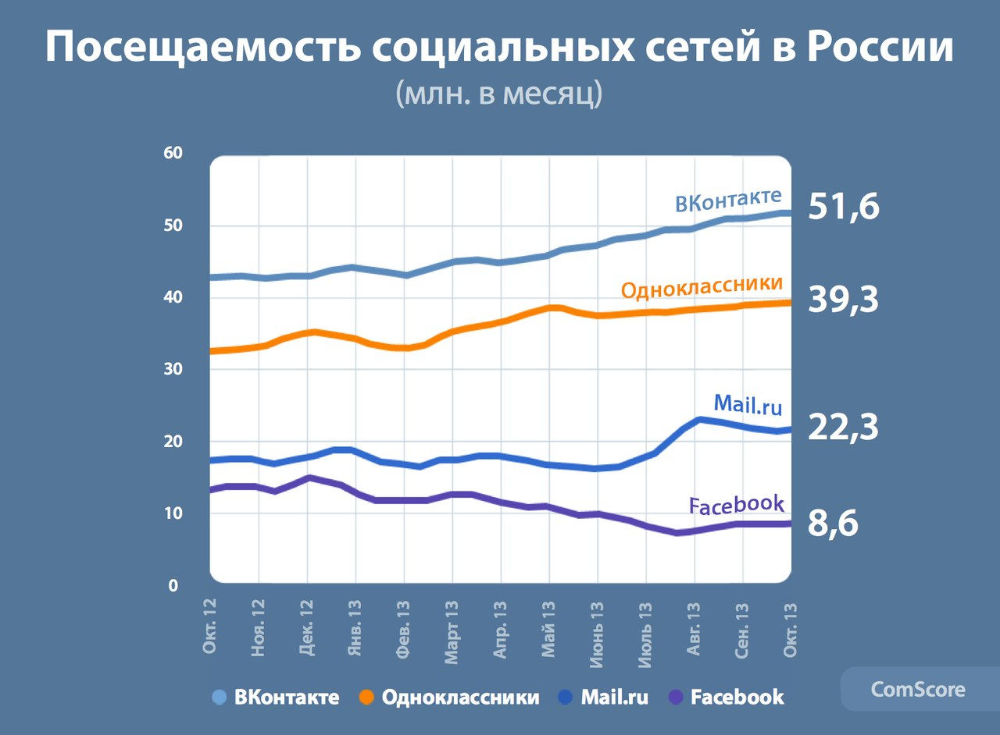 Посещаемость социальных сетей в России
(млн. в месяц)
60
50
40
30
20
10
0
ВКонтакте
51,6
Одноклассники
39,3
Mail.ru
22,3
Facebook
8,6
Окт. 12
Ноя. 12
Дек. 12
Янв. 13
Фев. 13
Март 13
Апр. 13
Май 13
Июнь 13
Июль 13
Авг. 13
Сен. 13
Окт. 13
ВКонтакте Одноклассники Mail.ru Facebook
ComScore